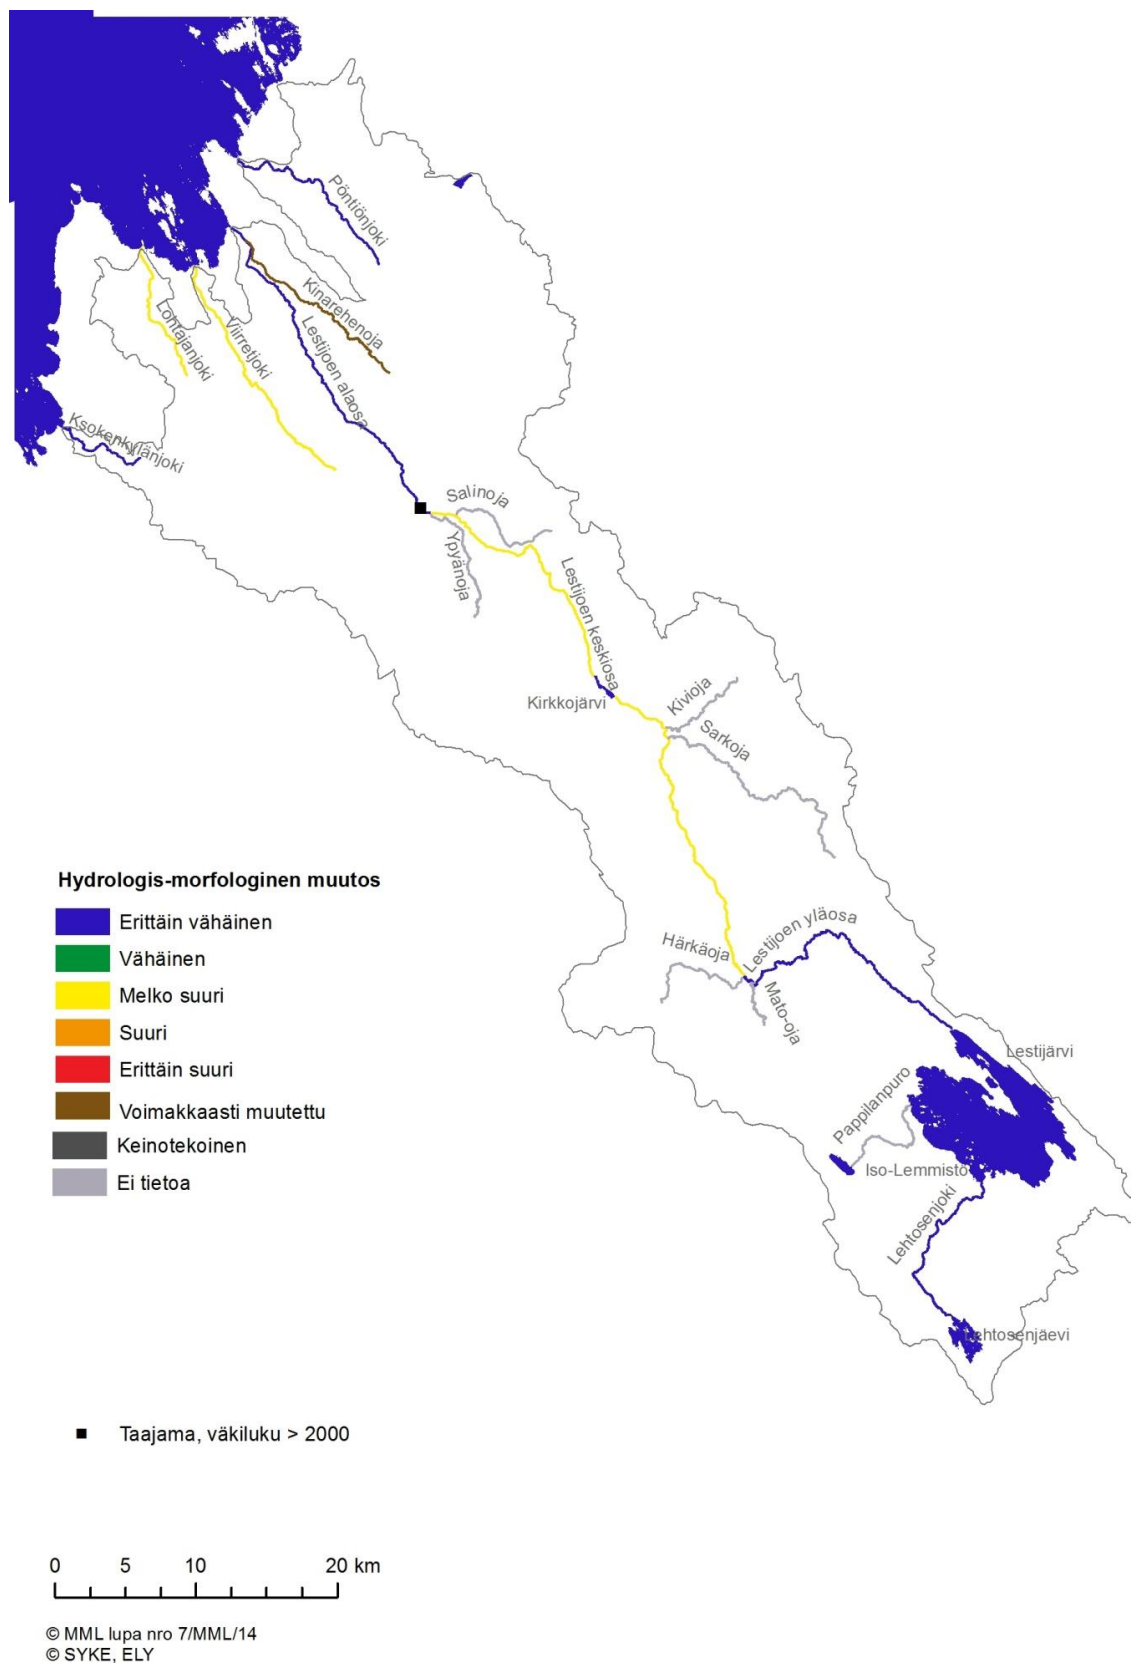 Pöntiönjoki
Kinarehenoja
Lohtajanjoki
Viirretjoki
Lestijoen alaosa
Ksokenkylänjoki
Salinoja
Ypyänoja
Lestijoen keskiosa
Kirkkojärvi
Kivioja
Sarkoja
Hydrologis-morfologinen muutos
Erittäin vähäinen
Vähäinen
Melko suuri
Suuri
Erittäin suuri
Voimakkaasti muutettu
Keinotekoinen
Ei tietoa
Härkäoja
Lestijoen yläosa
Mato-oja
Lestijärvi
Pappilanpuro
Iso-Lemmistö
Lehtosenjoki
Lehtosenjäevi
Taajama, väkiluku > 2000
0 5 10 20 km
© MML lupa nro 7/MML/14
© SYKE, ELY